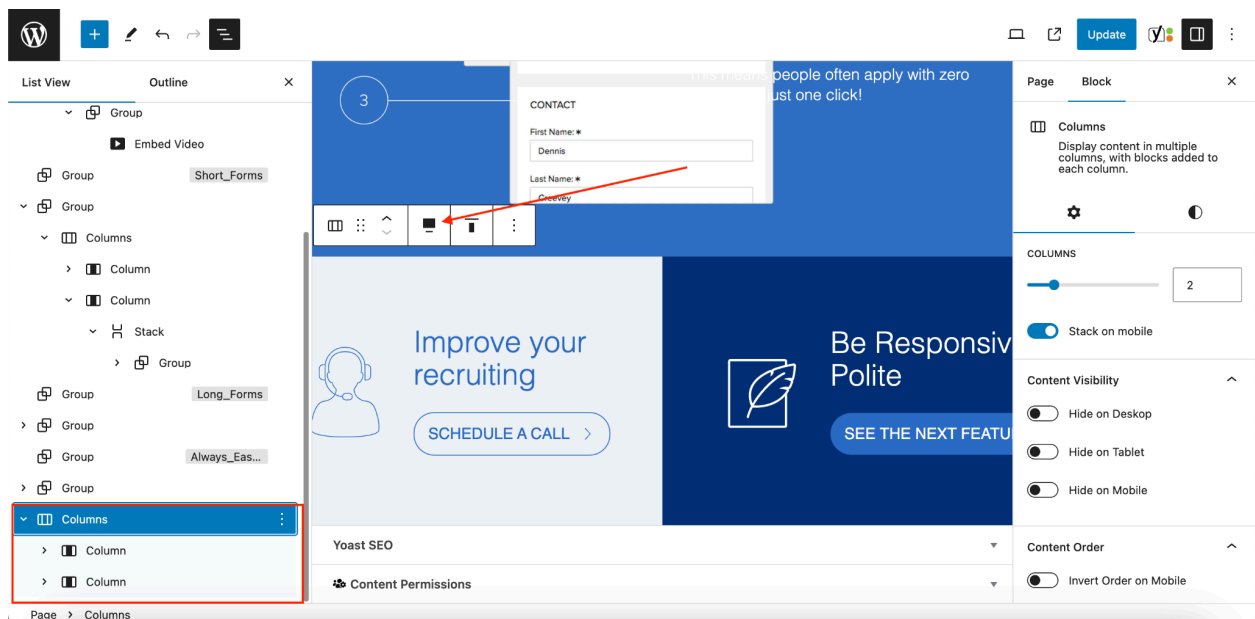 Update
List View
Outline
Group
Embed Video
Group
Short_Forms
Group
Columns
Column
Column
Stack
Group
Group
Long_Forms
Group
Group
Always_Eas...
Group
Columns
Column
Column
Page > Columns
3
This means people often apply with zero
ust one click!
CONTACT
First Name: *
Dennis
Last Name: *
Creevey
Improve your
recruiting
SCHEDULE A CALL >
Be Responsiv
Polite
SEE THE NEXT FEATU
Yoast SEO
Content Permissions
Page
Block
Columns
Display content in multiple
columns, with blocks added to
each column.
COLUMNS
2
Stack on mobile
Content Visibility
Hide on Deskop
Hide on Tablet
Hide on Mobile
Content Order
Invert Order on Mobile